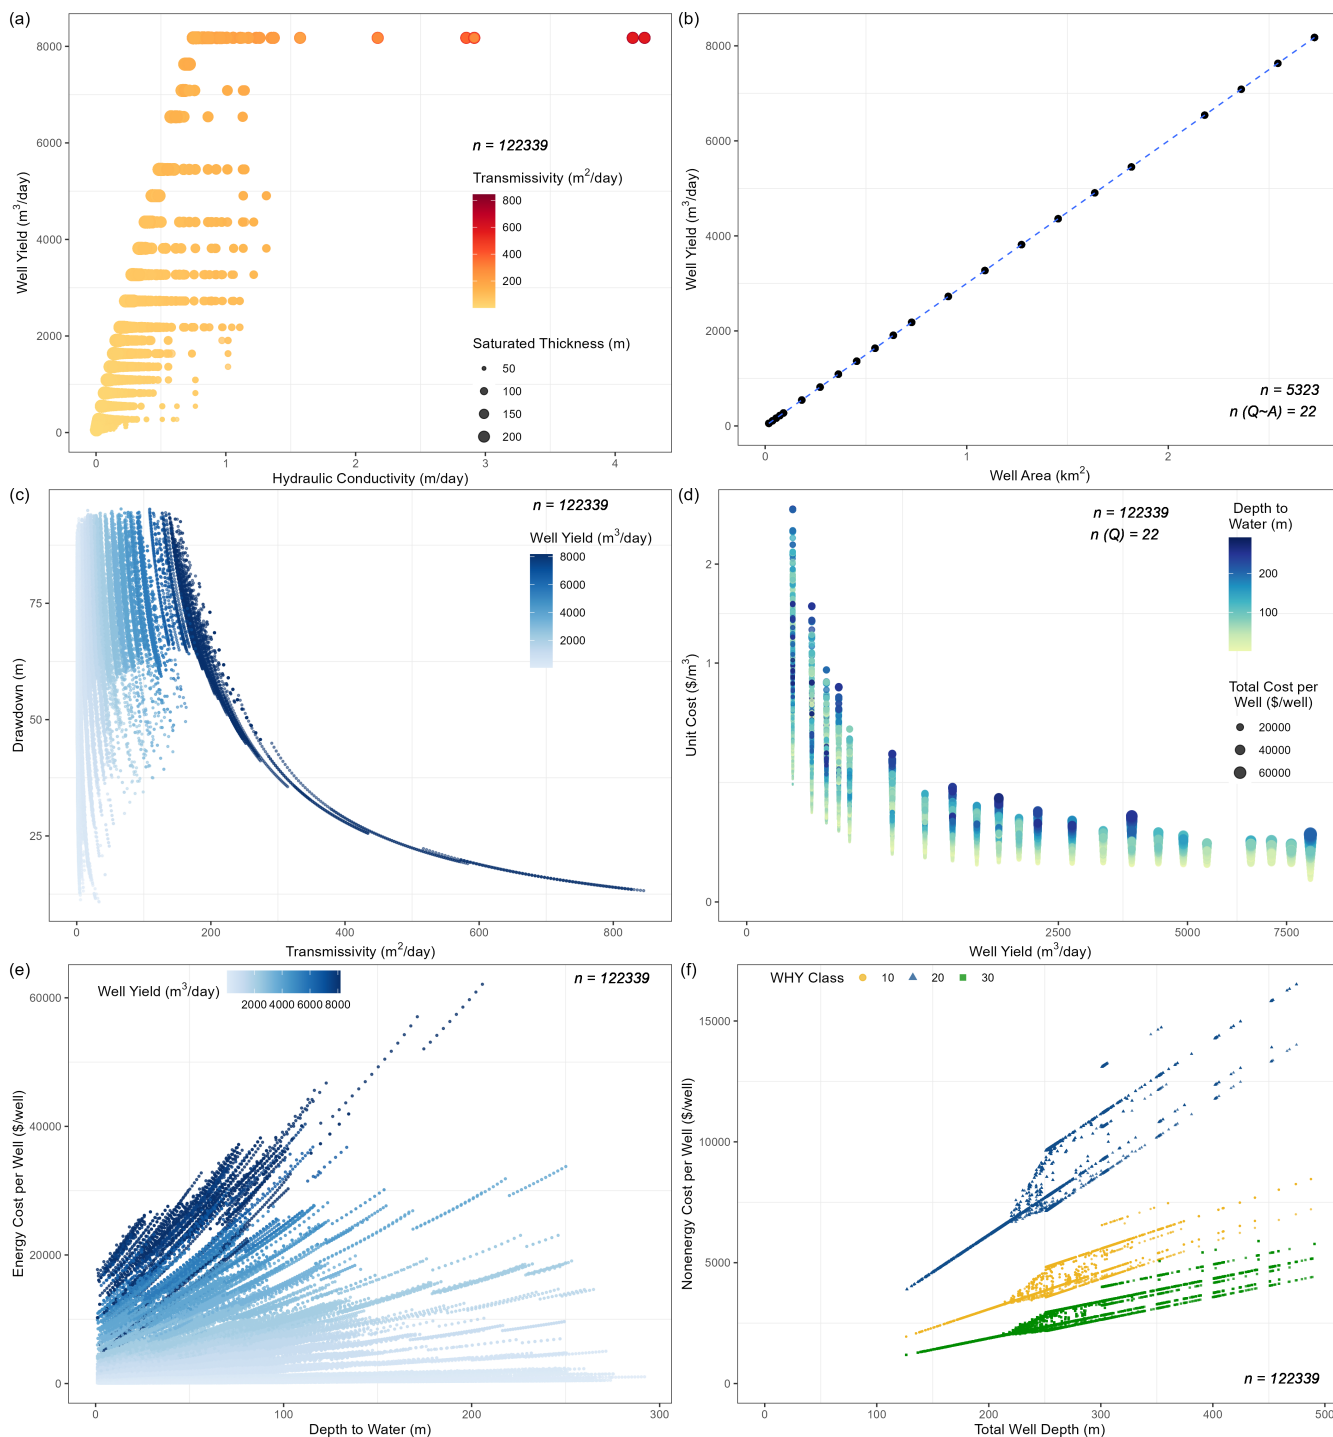 (a)
Well Yield (m³/day)
8000
6000
4000
2000
0
n = 122339
Transmissivity (m²/day)
800
600
400
200
Saturated Thickness (m)
50
100
150
200
0 1 2 3 4
Hydraulic Conductivity (m/day)
(b)
Well Yield (m³/day)
8000
6000
4000
2000
0
n = 5323
n (Q~A) = 22
0 1 2
Well Area (km²)
(c)
Drawdown (m)
75
50
25
n = 122339
Well Yield (m³/day)
8000
6000
4000
2000
0 200 400 600 800
Transmissivity (m²/day)
(d)
Unit Cost ($/m³)
2
1
0
n = 122339
n (Q) = 22
Depth to
Water (m)
200
100
Total Cost per
Well ($/well)
20000
40000
60000
0 2500 5000 7500
Well Yield (m³/day)
(e)
Energy Cost per Well ($/well)
60000
40000
20000
0
Well Yield (m³/day)
2000 4000 6000 8000
n = 122339
0 100 200 300
Depth to Water (m)
(f)
Nonenergy Cost per Well ($/well)
15000
10000
5000
0
WHY Class 10 20 30
n = 122339
0 100 200 300 400 500
Total Well Depth (m)